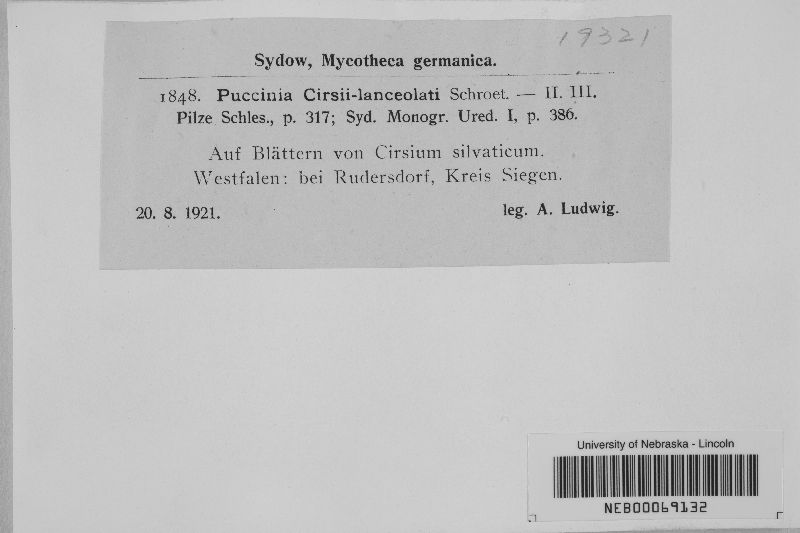 19321
Sydow, Mycotheca germanica.
1848. Puccinia Cirsii-lanceolati Schroet. — II. III.
Pilze Schles., p. 317; Syd. Monogr. Ured. I, p. 386.
Auf Blättern von Cirsium silvaticum.
Westfalen: bei Rudersdorf, Kreis Siegen.
20. 8. 1921. leg. A. Ludwig.
University of Nebraska - Lincoln
NEB00069132